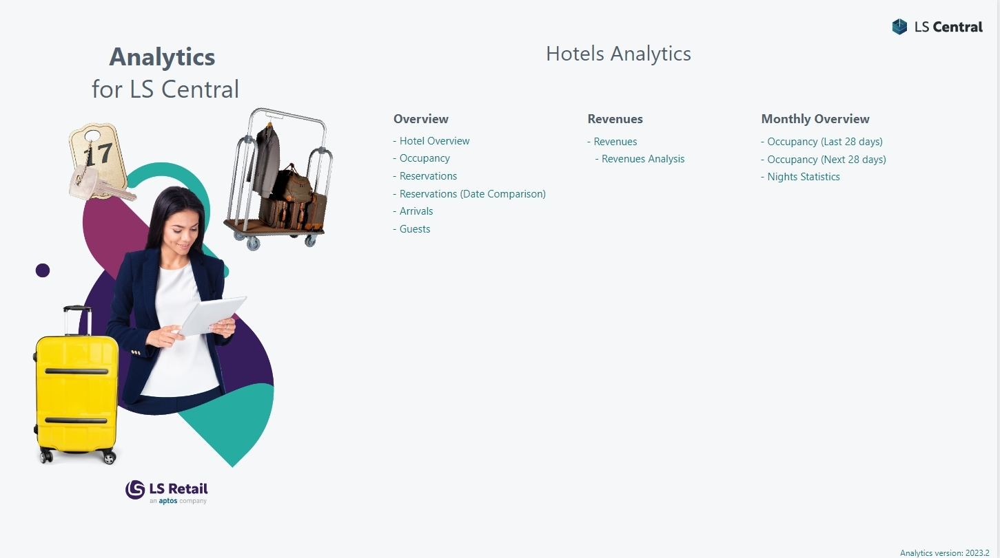 LS Central
Analytics
for LS Central
Hotels Analytics
17
Overview
- Hotel Overview
- Occupancy
- Reservations
- Reservations (Date Comparison)
- Arrivals
- Guests
Revenues
- Revenues
- Revenues Analysis
Monthly Overview
- Occupancy (Last 28 days)
- Occupancy (Next 28 days)
- Nights Statistics
LS Retail
an aptos company
Analytics version: 2023.2